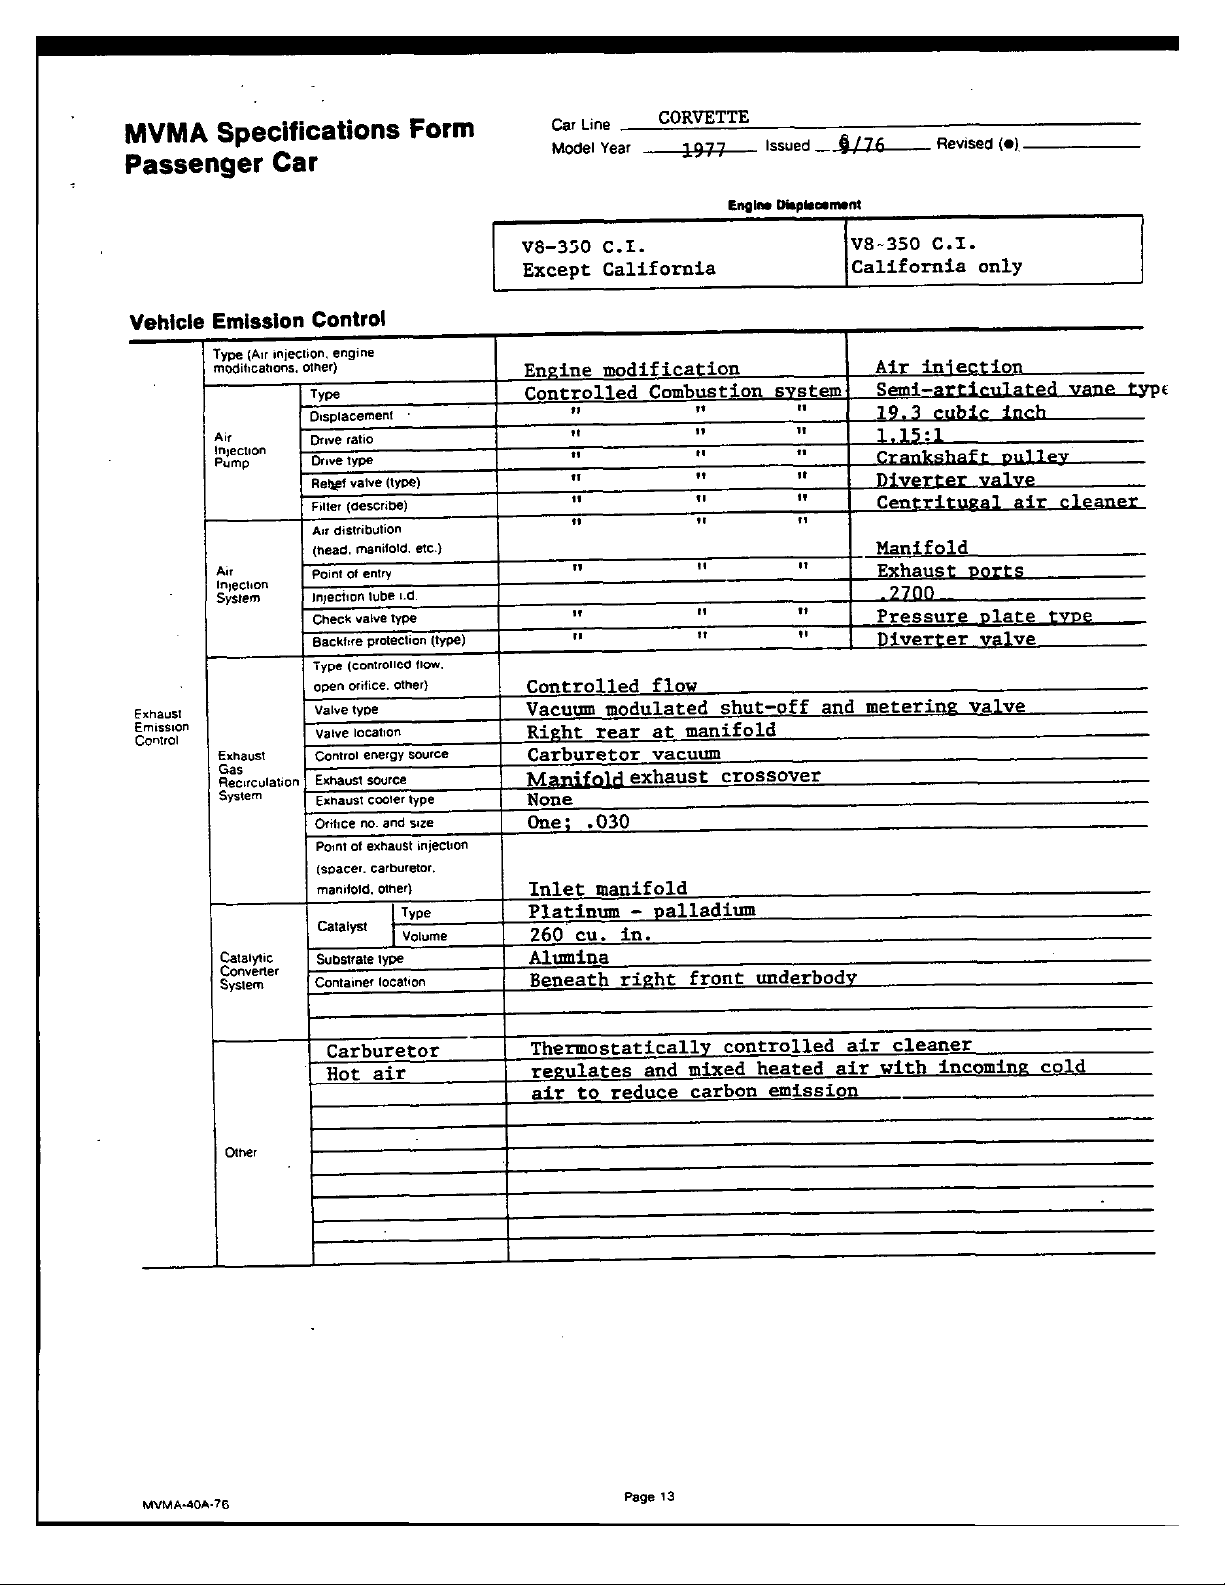 MVMA Specifications Form
Passenger Car
Car Line CORVETTE
Model Year 1977 Issued 9/76 Revised (●)
Engine Displacement
V8-350 C.I.
Except California
V8-350 C.I.
California only
Vehicle Emission Control
Type (Air injection, engine
modifications, other) Engine modification Air injection
Type Controlled Combustion system Semi-articulated vane type
Displacement " " " 19.3 cubic inch
Air
Injection
Pump
Drive ratio " " " 1.15:1
Drive type " " " Crankshaft pulley
Relief valve (type) " " " Diverter valve
Filter (describe) " " " Centritugal air cleaner
Air distribution " " "
(head, manifold, etc.) Manifold
Air
Injection
System
Point of entry " " " Exhaust ports
Injection tube i.d. .2700
Check valve type " " " Pressure plate type
Backfire protection (type) " " " Diverter valve
Exhaust
Emission
Control
Type (controlled flow,
open orifice, other) Controlled flow
Valve type Vacuum modulated shut-off and metering valve
Valve location Right rear at manifold
Exhaust
Gas
Recirculation
System
Control energy source Carburetor vacuum
Exhaust source Manifold exhaust crossover
Exhaust cooler type None
Orifice no. and size One; .030
Point of exhaust injection
(spacer, carburetor,
manifold, other) Inlet manifold
Catalyst Type Platinum - palladium
Volume 260 cu. in.
Catalytic
Converter
System
Substrate type Alumina
Container location Beneath right front underbody
Carburetor Thermostatically controlled air cleaner
Hot air regulates and mixed heated air with incoming cold
air to reduce carbon emission
Other
MVMA-40A-76
Page 13